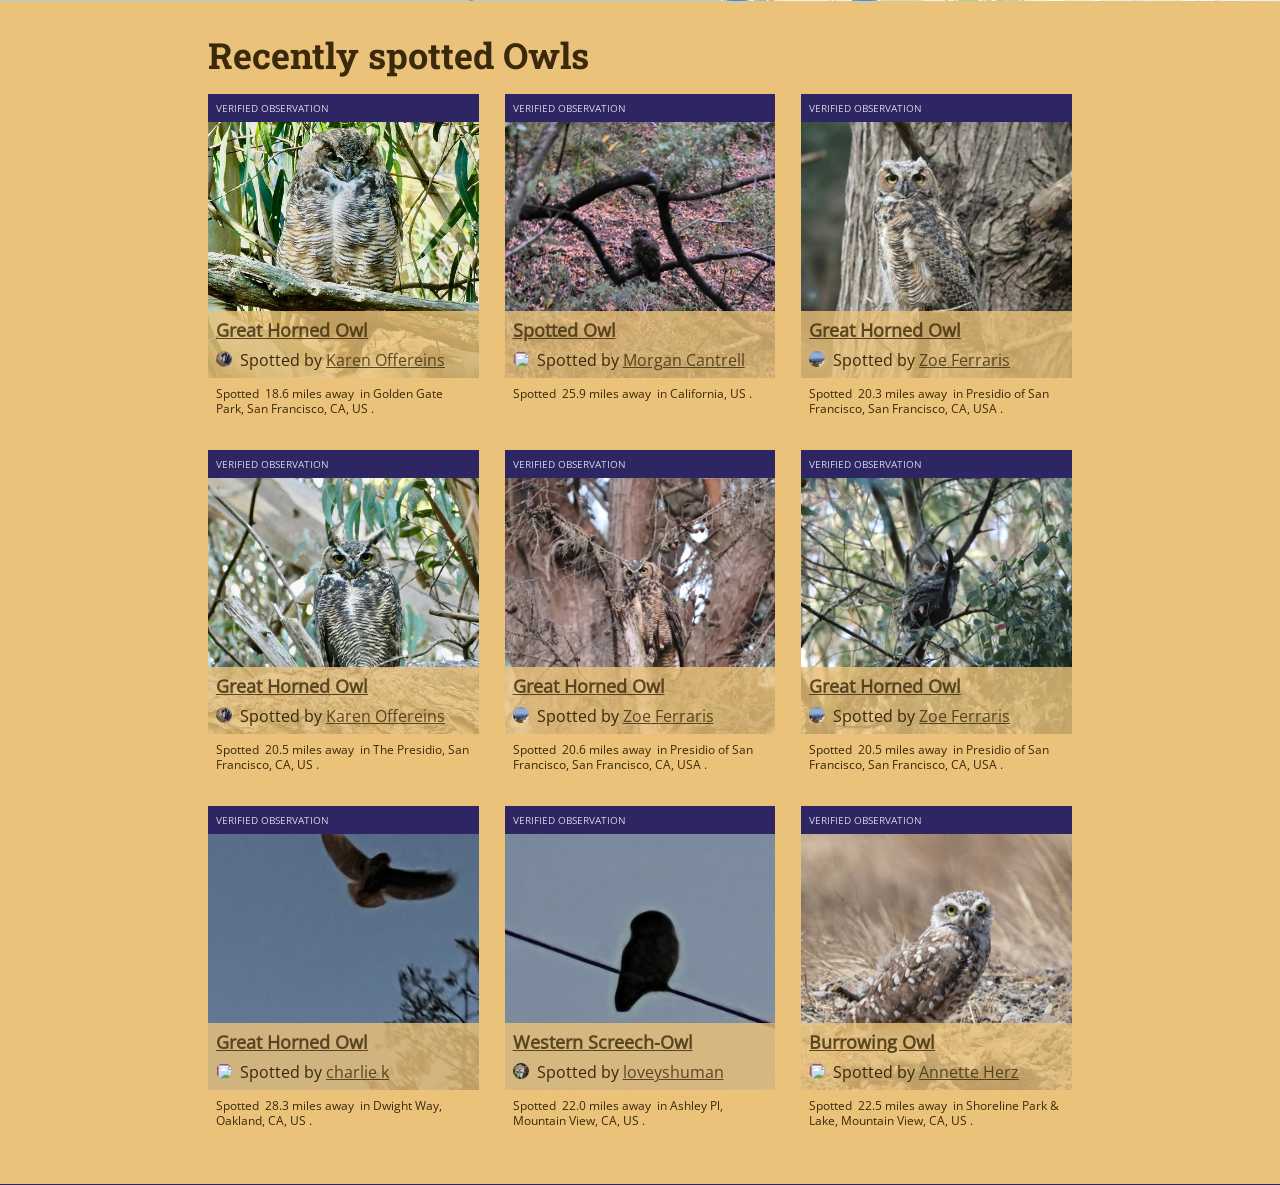 Recently spotted Owls
VERIFIED OBSERVATION
Great Horned Owl
Spotted by Karen Offereins
Spotted 18.6 miles away in Golden Gate
Park, San Francisco, CA, US .
VERIFIED OBSERVATION
Spotted Owl
Spotted by Morgan Cantrell
Spotted 25.9 miles away in California, US .
VERIFIED OBSERVATION
Great Horned Owl
Spotted by Zoe Ferraris
Spotted 20.3 miles away in Presidio of San
Francisco, San Francisco, CA, USA .
VERIFIED OBSERVATION
Great Horned Owl
Spotted by Karen Offereins
Spotted 20.5 miles away in The Presidio, San
Francisco, CA, US .
VERIFIED OBSERVATION
Great Horned Owl
Spotted by Zoe Ferraris
Spotted 20.6 miles away in Presidio of San
Francisco, San Francisco, CA, USA .
VERIFIED OBSERVATION
Great Horned Owl
Spotted by Zoe Ferraris
Spotted 20.5 miles away in Presidio of San
Francisco, San Francisco, CA, USA .
VERIFIED OBSERVATION
Great Horned Owl
Spotted by charlie k
Spotted 28.3 miles away in Dwight Way,
Oakland, CA, US .
VERIFIED OBSERVATION
Western Screech-Owl
Spotted by loveyshuman
Spotted 22.0 miles away in Ashley Pl,
Mountain View, CA, US .
VERIFIED OBSERVATION
Burrowing Owl
Spotted by Annette Herz
Spotted 22.5 miles away in Shoreline Park &
Lake, Mountain View, CA, US .